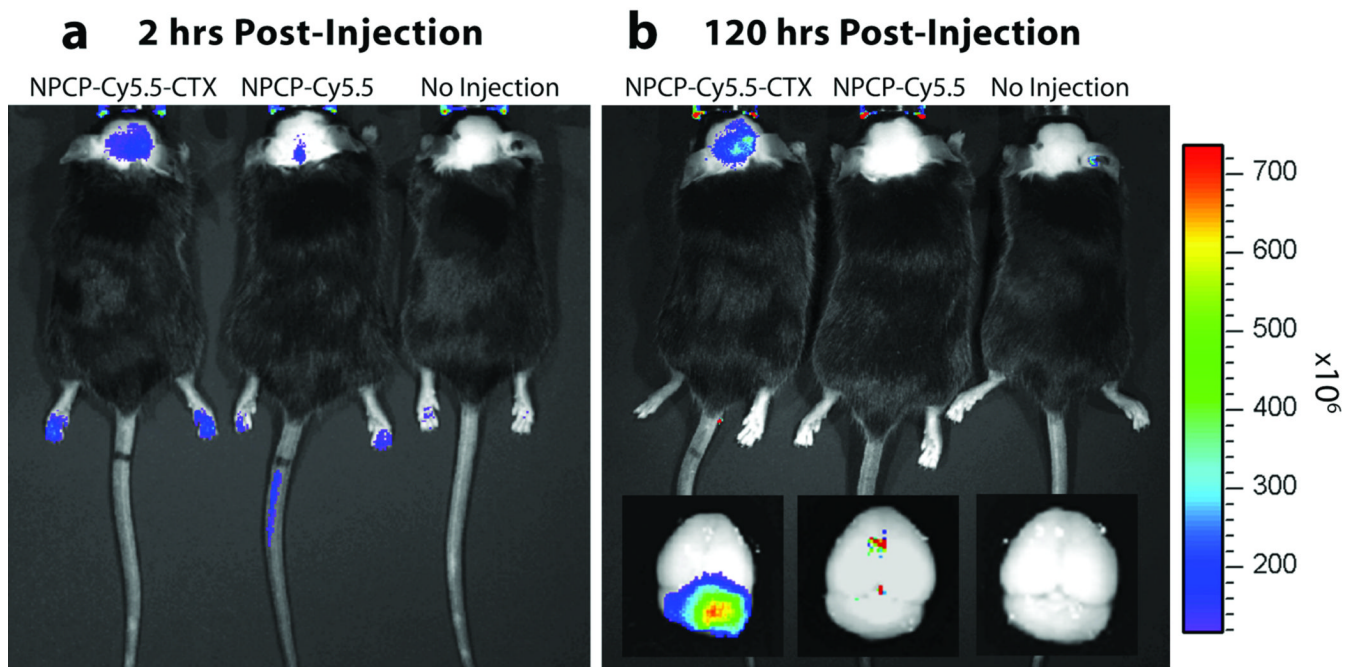 a 2 hrs Post-Injection
NPCP-Cy5.5-CTX NPCP-Cy5.5 No Injection
b 120 hrs Post-Injection
NPCP-Cy5.5-CTX NPCP-Cy5.5 No Injection
700
600
500
400
300
200
x10⁶